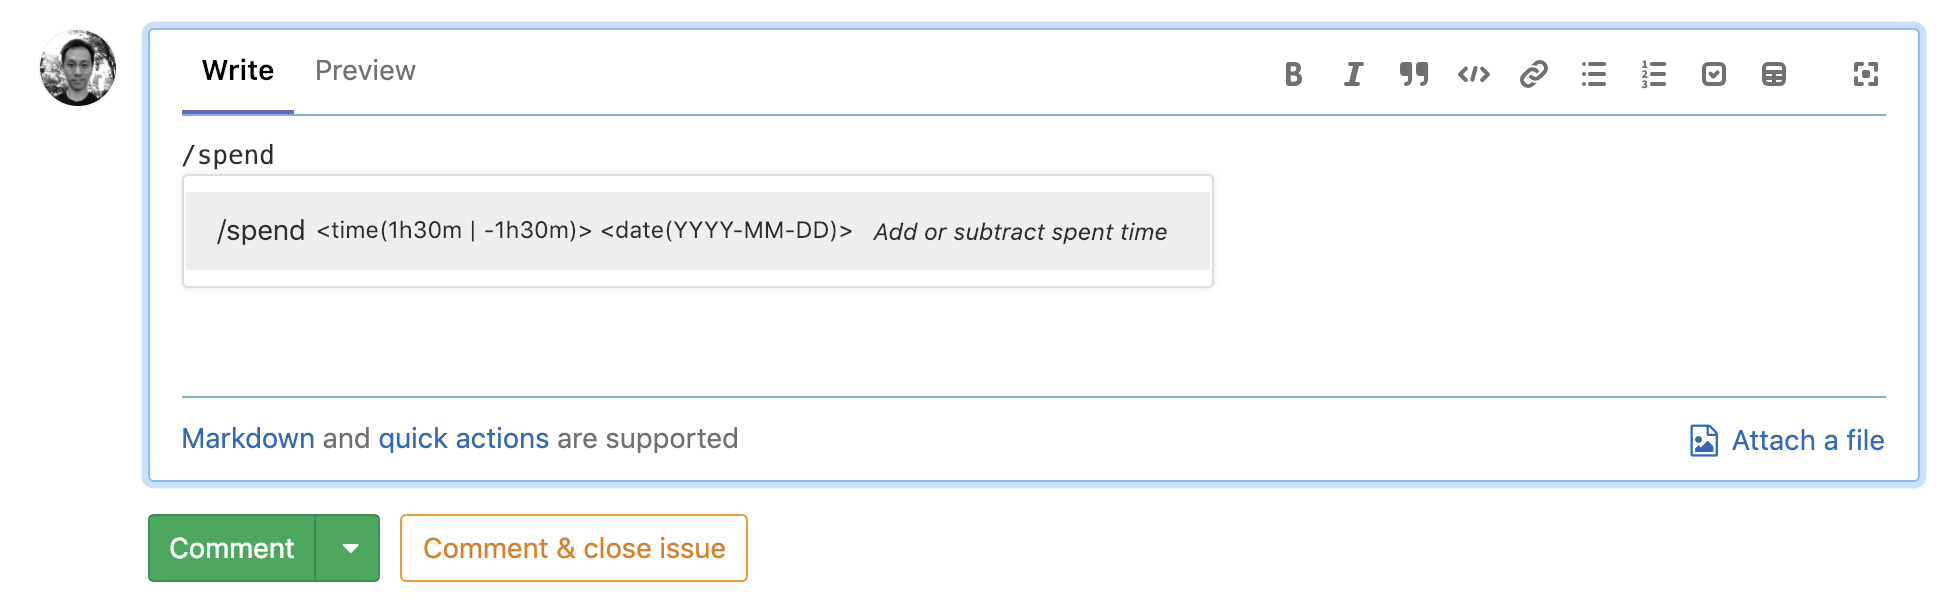 Write Preview
/spend
/spend <time(1h30m | -1h30m)> <date(YYYY-MM-DD)> Add or subtract spent time
Markdown and quick actions are supported
Attach a file
Comment
Comment & close issue